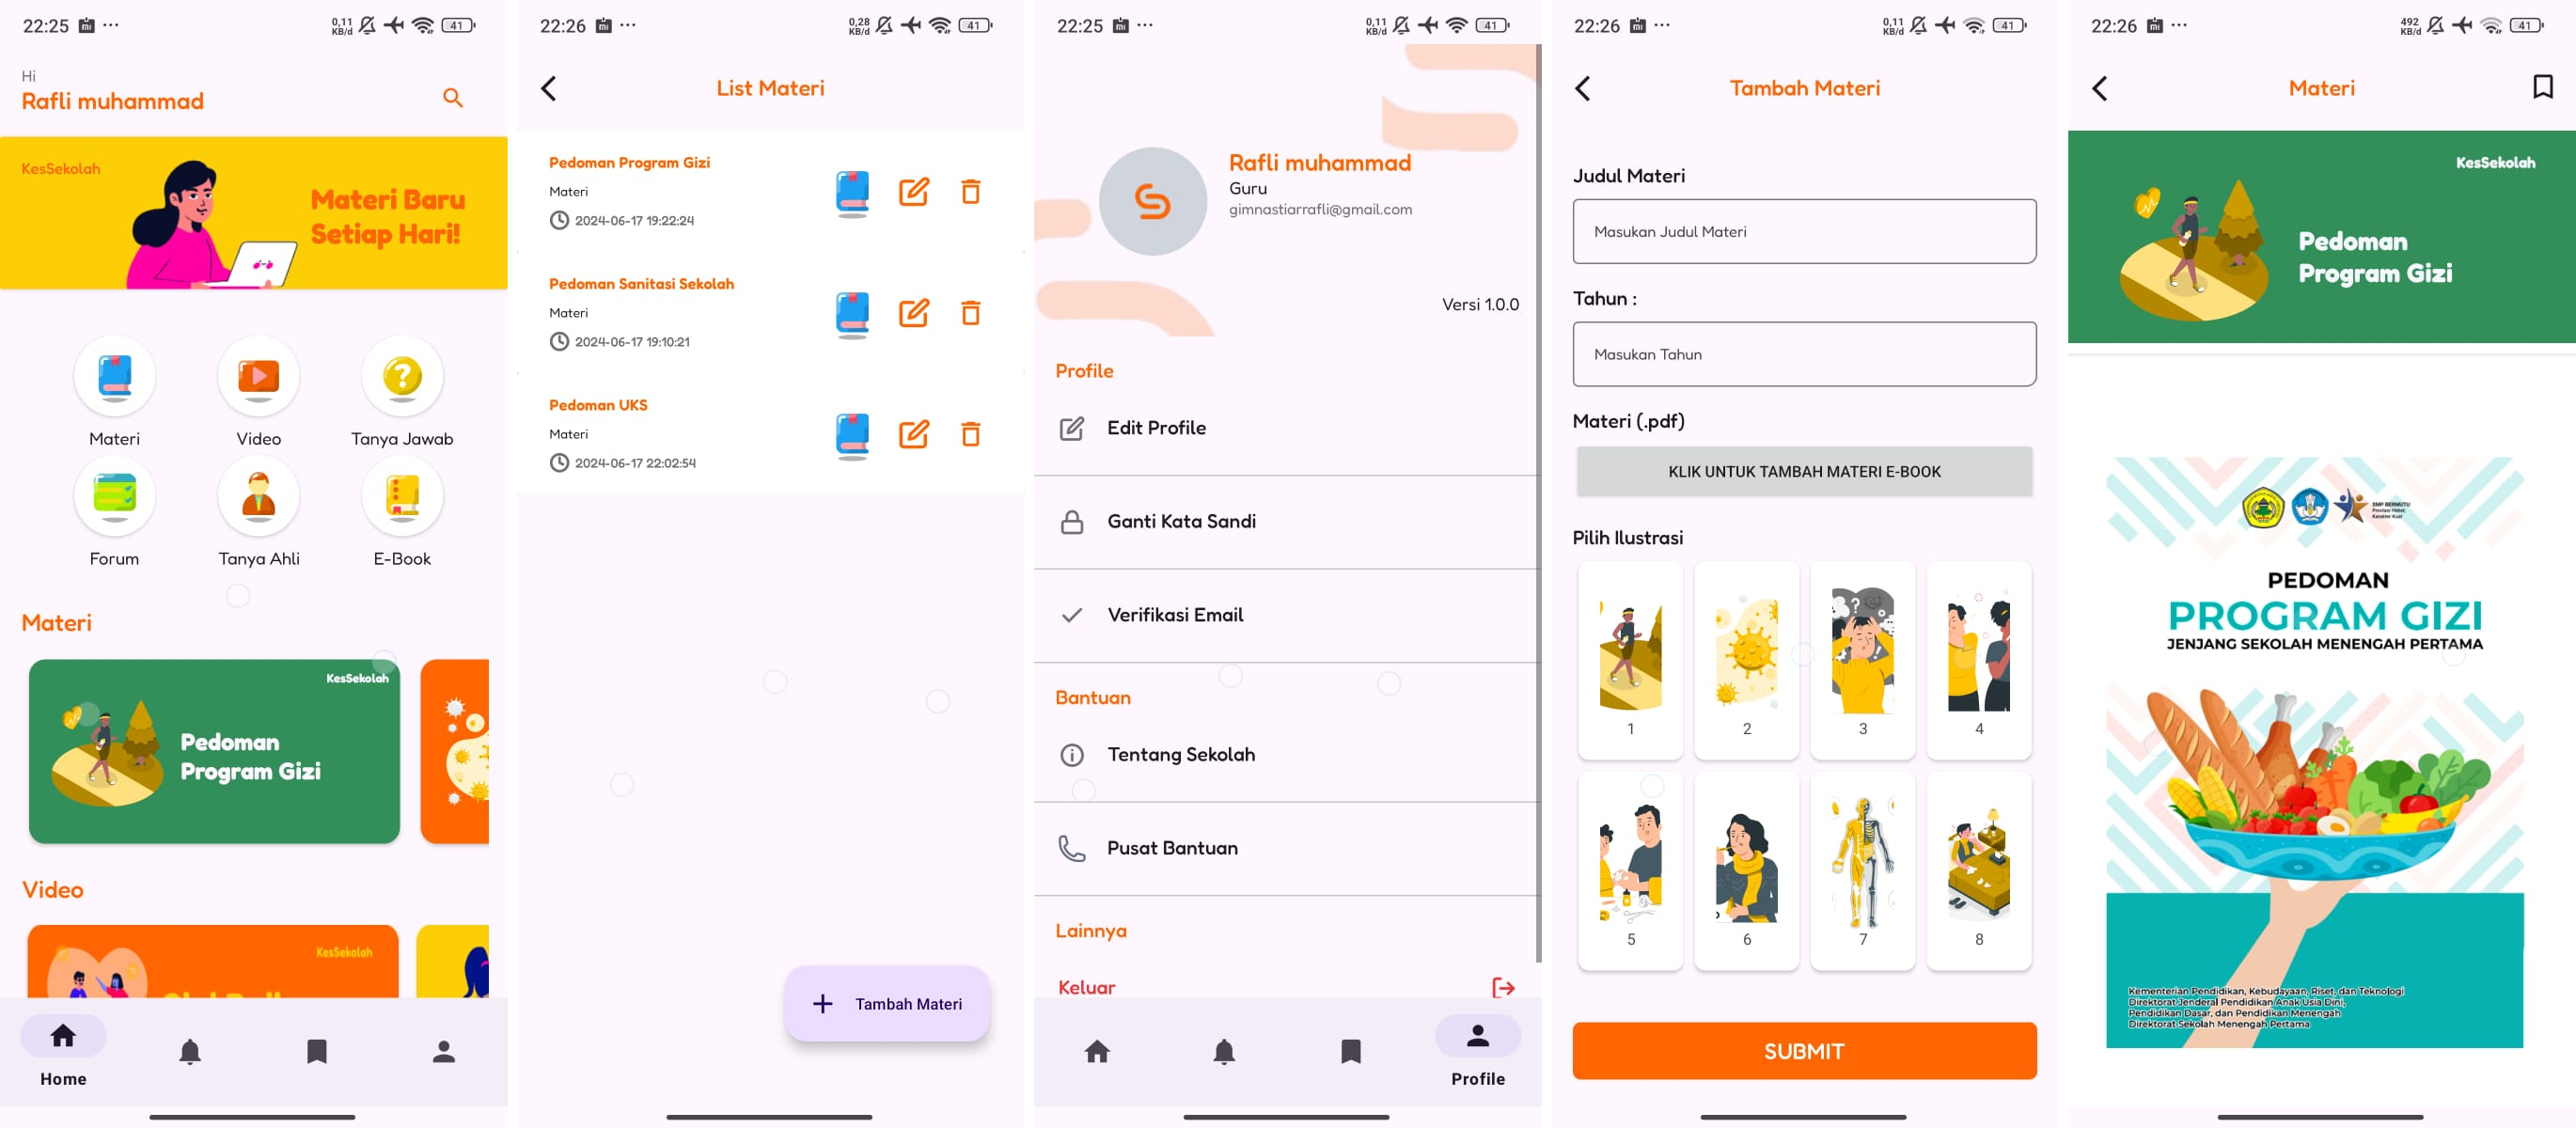 22:25
0,11
KB/d
41
Hi
Rafli muhammad
KesSekolah
Materi Baru
Setiap Hari!
Materi
Video
Tanya Jawab
Forum
Tanya Ahli
E-Book
Materi
KesSekolah
Pedoman
Program Gizi
Video
KesSekolah
Home
22:26
0,28
KB/d
41
List Materi
Pedoman Program Gizi
Materi
2024-06-17 19:22:24
Pedoman Sanitasi Sekolah
Materi
2024-06-17 19:10:21
Pedoman UKS
Materi
2024-06-17 22:02:54
Tambah Materi
22:25
0,11
KB/d
41
Rafli muhammad
Guru
gimnastiarrafli@gmail.com
Versi 1.0.0
Profile
Edit Profile
Ganti Kata Sandi
Verifikasi Email
Bantuan
Tentang Sekolah
Pusat Bantuan
Lainnya
Keluar
Profile
22:26
0,11
KB/d
41
Tambah Materi
Judul Materi
Masukan Judul Materi
Tahun :
Masukan Tahun
Materi (.pdf)
KLIK UNTUK TAMBAH MATERI E-BOOK
Pilih Ilustrasi
1
2
3
4
5
6
7
8
SUBMIT
22:26
492
KB/d
41
Materi
KesSekolah
Pedoman
Program Gizi
SMP BERMUTU
PEDOMAN
PROGRAM GIZI
JENJANG SEKOLAH MENENGAH PERTAMA
Kementerian Pendidikan, Kebudayaan, Riset, dan Teknologi
Direktorat Jenderal Pendidikan Anak Usia Dini,
Pendidikan Dasar, dan Pendidikan Menengah
Direktorat Sekolah Menengah Pertama